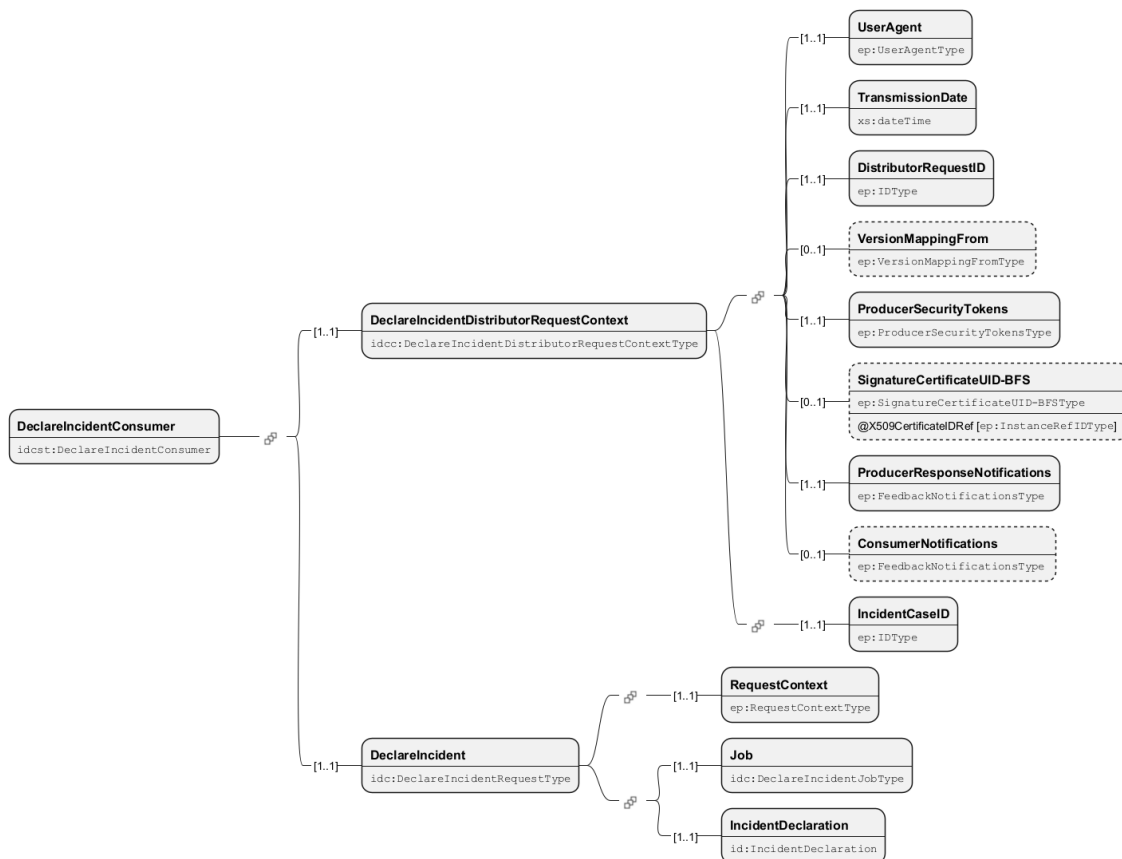 [1..1]
UserAgent
ep:UserAgentType
[1..1]
TransmissionDate
xs:dateTime
[1..1]
DistributorRequestID
ep:IDType
[0..1]
VersionMappingFrom
ep:VersionMappingFromType
[1..1]
DeclareIncidentDistributorRequestContext
idcc:DeclareIncidentDistributorRequestContextType
[1..1]
ProducerSecurityTokens
ep:ProducerSecurityTokensType
[0..1]
SignatureCertificateUID-BFS
ep:SignatureCertificateUID-BFSType
@X509CertificateIDRef [ep:InstanceRefIDType]
DeclareIncidentConsumer
idcst:DeclareIncidentConsumer
[1..1]
ProducerResponseNotifications
ep:FeedbackNotificationsType
[0..1]
ConsumerNotifications
ep:FeedbackNotificationsType
[1..1]
IncidentCaseID
ep:IDType
[1..1]
RequestContext
ep:RequestContextType
[1..1]
DeclareIncident
idc:DeclareIncidentRequestType
[1..1]
Job
idc:DeclareIncidentJobType
[1..1]
IncidentDeclaration
id:IncidentDeclaration